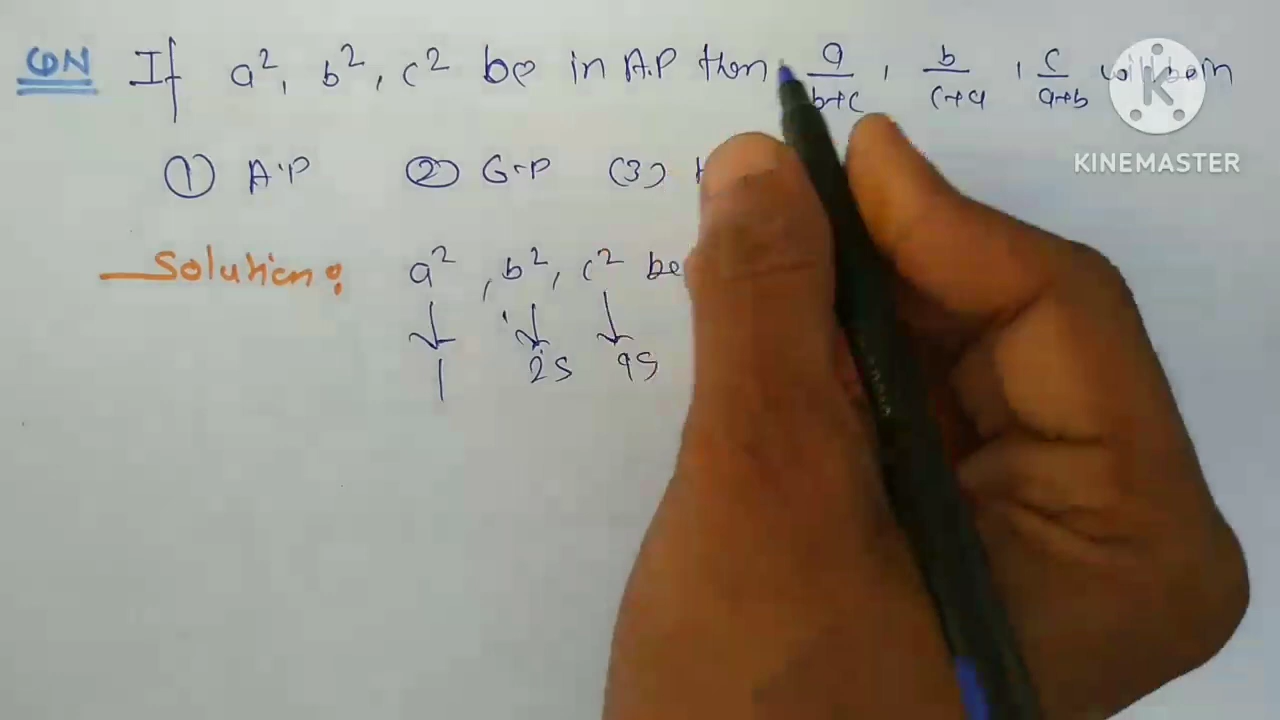 QN If a², b², c² be in A.P then a/b+c, b/c+a, c/a+b will be in
① A.P ② G.P (3)
Solution: a², b², c² be
1 25 49
KINEMASTER